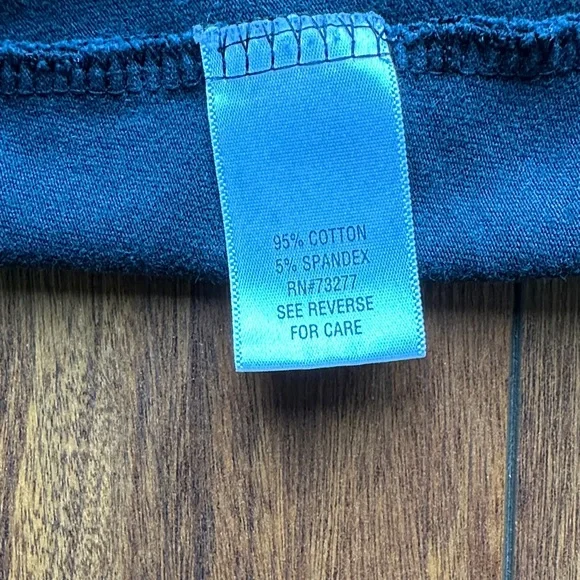 95% COTTON
5% SPANDEX
RN#73277
SEE REVERSE
FOR CARE